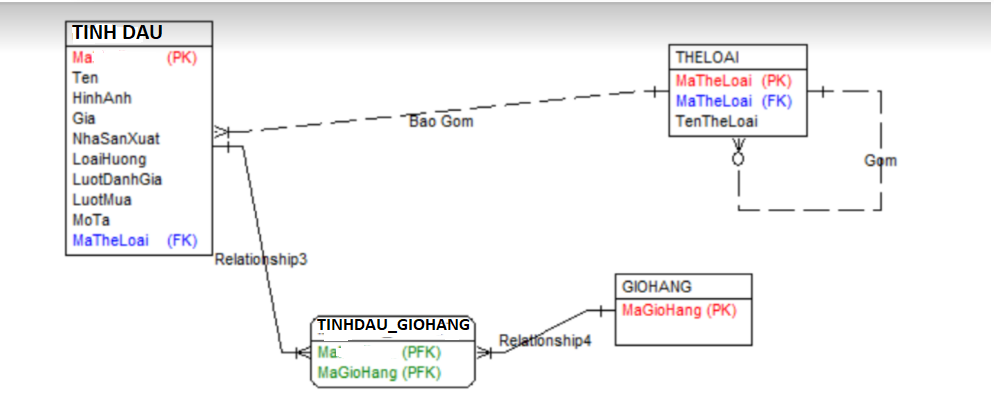 TINH DAU
Ma (PK)
Ten
HinhAnh
Gia
NhaSanXuat
LoaiHuong
LuotDanhGia
LuotMua
MoTa
MaTheLoai (FK)
THELOAI
MaTheLoai (PK)
MaTheLoai (FK)
TenTheLoai
Bao Gom
Gom
Relationship3
GIOHANG
MaGioHang (PK)
TINHDAU_GIOHANG
Ma (PFK)
MaGioHang (PFK)
Relationship4